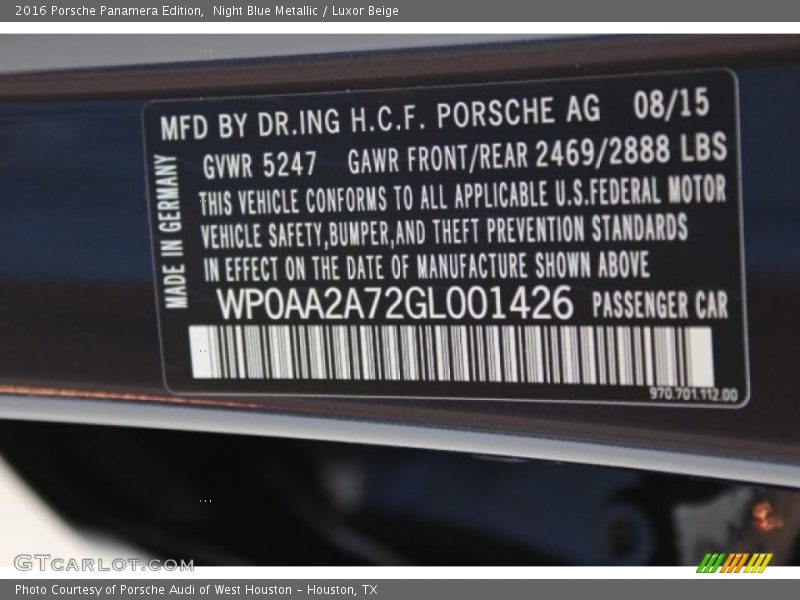 2016 Porsche Panamera Edition, Night Blue Metallic / Luxor Beige
MFD BY DR.ING H.C.F. PORSCHE AG 08/15
GVWR 5247 GAWR FRONT/REAR 2469/2888 LBS
THIS VEHICLE CONFORMS TO ALL APPLICABLE U.S.FEDERAL MOTOR
VEHICLE SAFETY,BUMPER,AND THEFT PREVENTION STANDARDS
IN EFFECT ON THE DATE OF MANUFACTURE SHOWN ABOVE
MADE IN GERMANY
WP0AA2A72GL001426 PASSENGER CAR
970.701.112.00
GTCARLOT.COM
Photo Courtesy of Porsche Audi of West Houston – Houston, TX